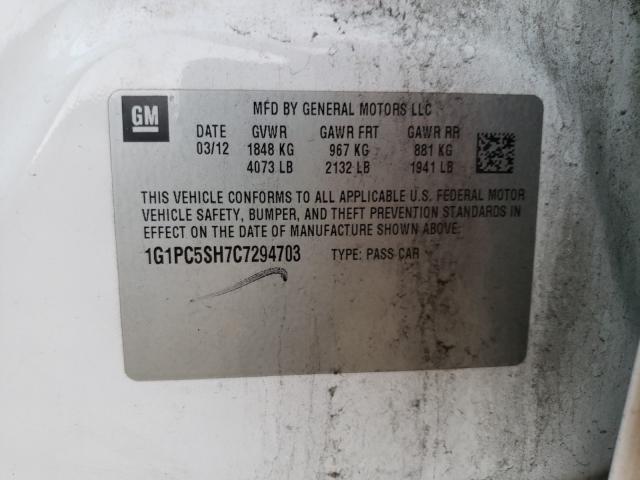 GM
MFD BY GENERAL MOTORS LLC
DATE GVWR GAWR FRT GAWR RR
03/12 1848 KG 967 KG 881 KG
4073 LB 2132 LB 1941 LB
THIS VEHICLE CONFORMS TO ALL APPLICABLE U.S. FEDERAL MOTOR
VEHICLE SAFETY, BUMPER, AND THEFT PREVENTION STANDARDS IN
EFFECT ON THE DATE OF MANUFACTURE SHOWN ABOVE.
1G1PC5SH7C7294703 TYPE: PASS CAR